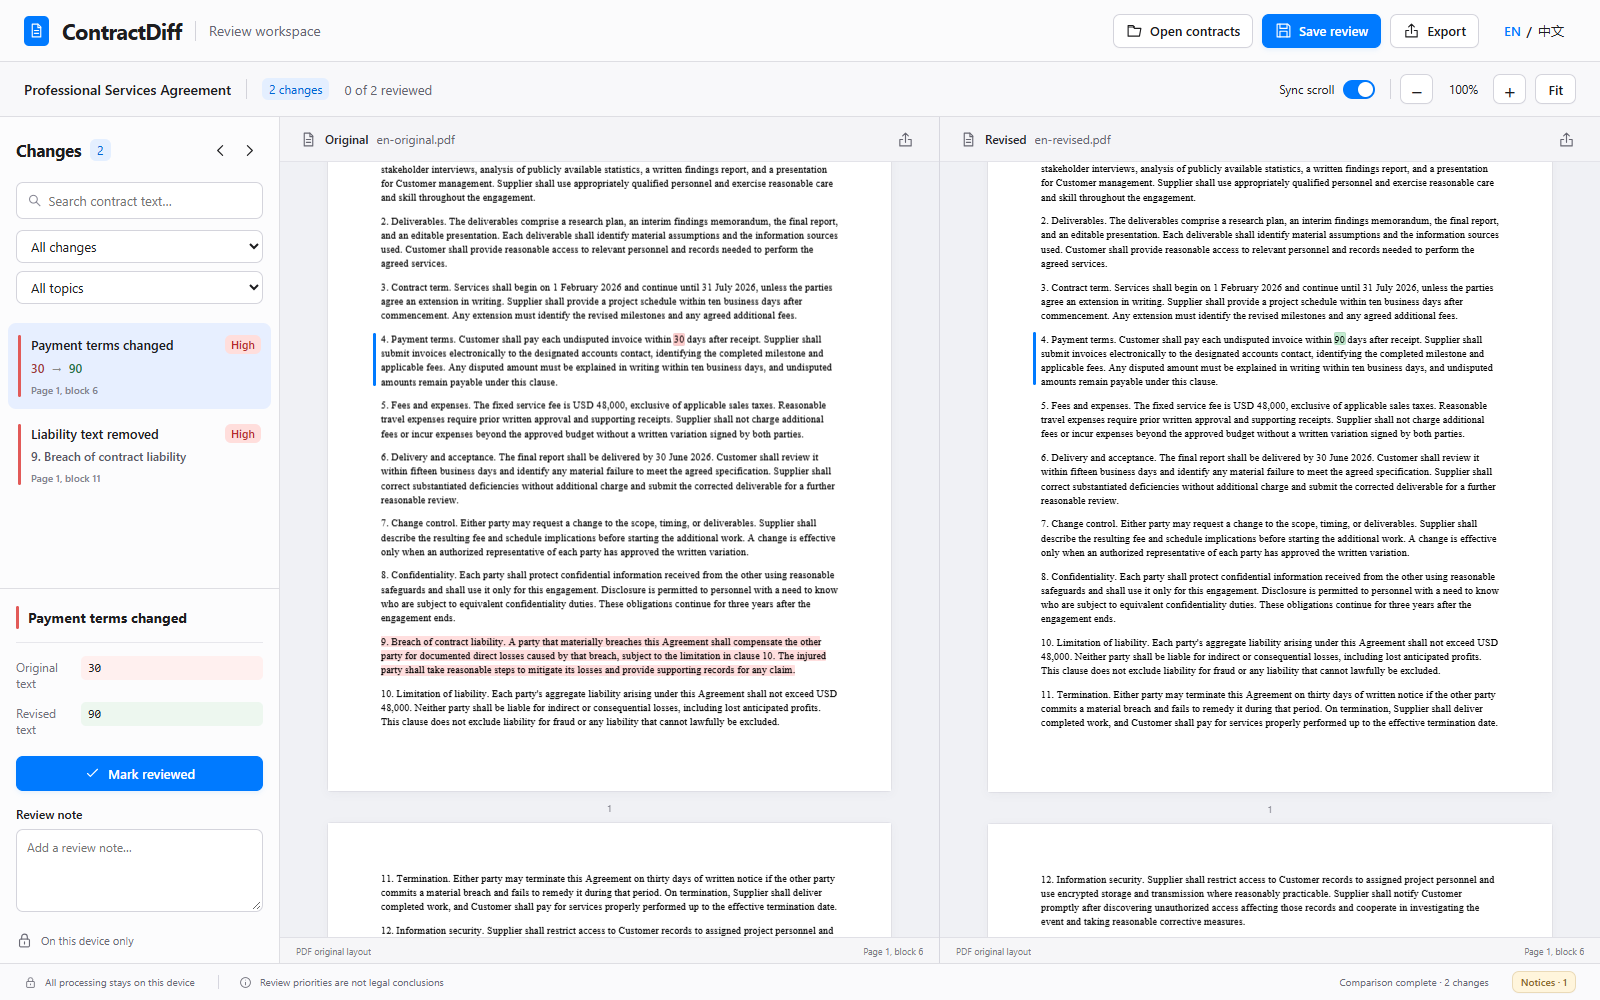 ContractDiff
Review workspace
Open contracts
Save review
Export
EN / 中文
Professional Services Agreement
2 changes
0 of 2 reviewed
Sync scroll
−
100%
+
Fit
Changes 2
Search contract text...
All changes
All topics
Payment terms changed High
30 → 90
Page 1, block 6
Liability text removed High
9. Breach of contract liability
Page 1, block 11
Payment terms changed
Original
text
30
Revised
text
90
Mark reviewed
Review note
Add a review note...
On this device only
Original en-original.pdf
stakeholder interviews, analysis of publicly available statistics, a written findings report, and a presentation
for Customer management. Supplier shall use appropriately qualified personnel and exercise reasonable care
and skill throughout the engagement.
2. Deliverables. The deliverables comprise a research plan, an interim findings memorandum, the final report,
and an editable presentation. Each deliverable shall identify material assumptions and the information sources
used. Customer shall provide reasonable access to relevant personnel and records needed to perform the
agreed services.
3. Contract term. Services shall begin on 1 February 2026 and continue until 31 July 2026, unless the parties
agree an extension in writing. Supplier shall provide a project schedule within ten business days after
commencement. Any extension must identify the revised milestones and any agreed additional fees.
4. Payment terms. Customer shall pay each undisputed invoice within 30 days after receipt. Supplier shall
submit invoices electronically to the designated accounts contact, identifying the completed milestone and
applicable fees. Any disputed amount must be explained in writing within ten business days, and undisputed
amounts remain payable under this clause.
5. Fees and expenses. The fixed service fee is USD 48,000, exclusive of applicable sales taxes. Reasonable
travel expenses require prior written approval and supporting receipts. Supplier shall not charge additional
fees or incur expenses beyond the approved budget without a written variation signed by both parties.
6. Delivery and acceptance. The final report shall be delivered by 30 June 2026. Customer shall review it
within fifteen business days and identify any material failure to meet the agreed specification. Supplier shall
correct substantiated deficiencies without additional charge and submit the corrected deliverable for a further
reasonable review.
7. Change control. Either party may request a change to the scope, timing, or deliverables. Supplier shall
describe the resulting fee and schedule implications before starting the additional work. A change is effective
only when an authorized representative of each party has approved the written variation.
8. Confidentiality. Each party shall protect confidential information received from the other using reasonable
safeguards and shall use it only for this engagement. Disclosure is permitted to personnel with a need to know
who are subject to equivalent confidentiality duties. These obligations continue for three years after the
engagement ends.
9. Breach of contract liability. A party that materially breaches this Agreement shall compensate the other
party for documented direct losses caused by that breach, subject to the limitation in clause 10. The injured
party shall take reasonable steps to mitigate its losses and provide supporting records for any claim.
10. Limitation of liability. Each party's aggregate liability arising under this Agreement shall not exceed USD
48,000. Neither party shall be liable for indirect or consequential losses, including lost anticipated profits.
This clause does not exclude liability for fraud or any liability that cannot lawfully be excluded.
1
11. Termination. Either party may terminate this Agreement on thirty days of written notice if the other party
commits a material breach and fails to remedy it during that period. On termination, Supplier shall deliver
completed work, and Customer shall pay for services properly performed up to the effective termination date.
12. Information security. Supplier shall restrict access to Customer records to assigned project personnel and
PDF original layout
Page 1, block 6
Revised en-revised.pdf
stakeholder interviews, analysis of publicly available statistics, a written findings report, and a presentation
for Customer management. Supplier shall use appropriately qualified personnel and exercise reasonable care
and skill throughout the engagement.
2. Deliverables. The deliverables comprise a research plan, an interim findings memorandum, the final report,
and an editable presentation. Each deliverable shall identify material assumptions and the information sources
used. Customer shall provide reasonable access to relevant personnel and records needed to perform the
agreed services.
3. Contract term. Services shall begin on 1 February 2026 and continue until 31 July 2026, unless the parties
agree an extension in writing. Supplier shall provide a project schedule within ten business days after
commencement. Any extension must identify the revised milestones and any agreed additional fees.
4. Payment terms. Customer shall pay each undisputed invoice within 90 days after receipt. Supplier shall
submit invoices electronically to the designated accounts contact, identifying the completed milestone and
applicable fees. Any disputed amount must be explained in writing within ten business days, and undisputed
amounts remain payable under this clause.
5. Fees and expenses. The fixed service fee is USD 48,000, exclusive of applicable sales taxes. Reasonable
travel expenses require prior written approval and supporting receipts. Supplier shall not charge additional
fees or incur expenses beyond the approved budget without a written variation signed by both parties.
6. Delivery and acceptance. The final report shall be delivered by 30 June 2026. Customer shall review it
within fifteen business days and identify any material failure to meet the agreed specification. Supplier shall
correct substantiated deficiencies without additional charge and submit the corrected deliverable for a further
reasonable review.
7. Change control. Either party may request a change to the scope, timing, or deliverables. Supplier shall
describe the resulting fee and schedule implications before starting the additional work. A change is effective
only when an authorized representative of each party has approved the written variation.
8. Confidentiality. Each party shall protect confidential information received from the other using reasonable
safeguards and shall use it only for this engagement. Disclosure is permitted to personnel with a need to know
who are subject to equivalent confidentiality duties. These obligations continue for three years after the
engagement ends.
10. Limitation of liability. Each party's aggregate liability arising under this Agreement shall not exceed USD
48,000. Neither party shall be liable for indirect or consequential losses, including lost anticipated profits.
This clause does not exclude liability for fraud or any liability that cannot lawfully be excluded.
11. Termination. Either party may terminate this Agreement on thirty days of written notice if the other party
commits a material breach and fails to remedy it during that period. On termination, Supplier shall deliver
completed work, and Customer shall pay for services properly performed up to the effective termination date.
1
12. Information security. Supplier shall restrict access to Customer records to assigned project personnel and
use encrypted storage and transmission where reasonably practicable. Supplier shall notify Customer
promptly after discovering unauthorized access affecting those records and cooperate in investigating the
event and taking reasonable corrective measures.
PDF original layout
Page 1, block 6
All processing stays on this device
Review priorities are not legal conclusions
Comparison complete · 2 changes
Notices · 1